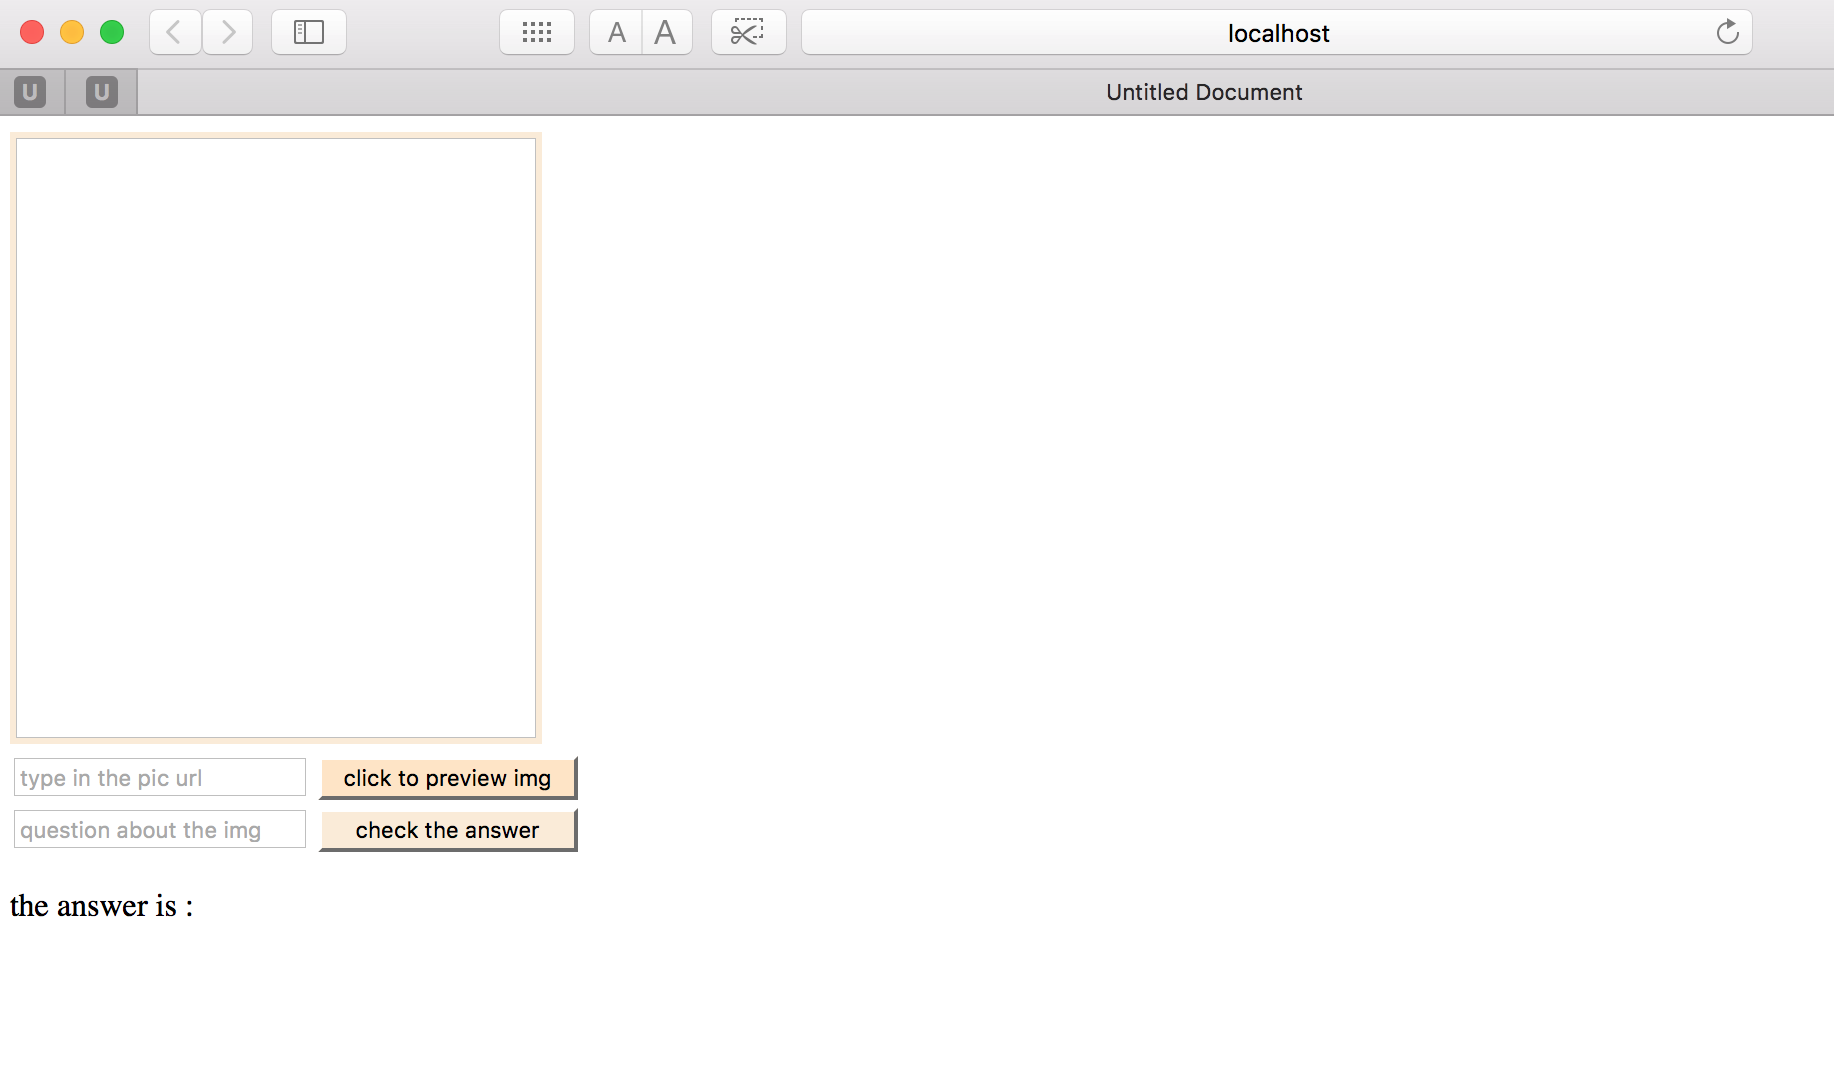 A A
localhost
U U Untitled Document
type in the pic url click to preview img
question about the img check the answer
the answer is :